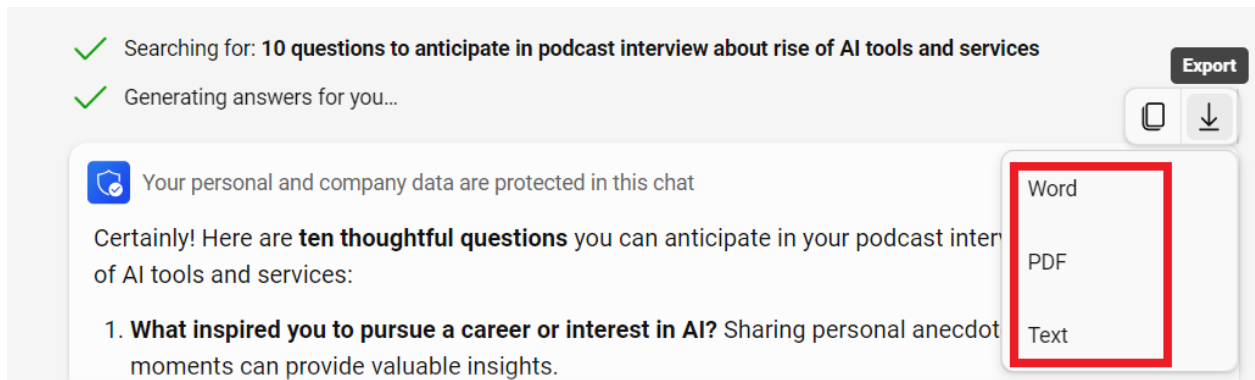 Searching for: 10 questions to anticipate in podcast interview about rise of AI tools and services
Export
Generating answers for you...
Your personal and company data are protected in this chat
Word
Certainly! Here are ten thoughtful questions you can anticipate in your podcast
of AI tools and services:
PDF
1. What inspired you to pursue a career or interest in AI? Sharing personal
Text
moments can provide valuable insights.